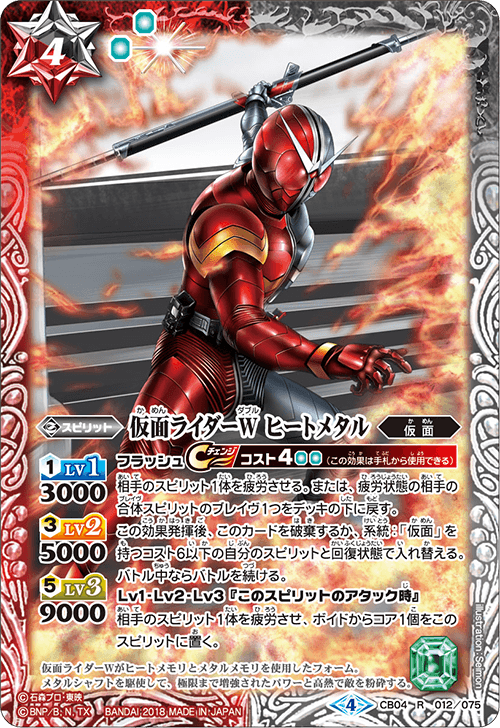 4
スピリット
仮面ライダーW ヒートメタル
仮面
フラッシュ チェンジ コスト4 (この効果は手札から使用できる)
1 LV1 3000
3 LV2 5000
5 LV3 9000
相手のスピリット1体を疲労させる。または、疲労状態の相手の
合体スピリットのブレイヴ1つをデッキの下に戻す。
この効果発揮後、このカードを破棄するか、系統:「仮面」を
持つコスト6以下の自分のスピリットと回復状態で入れ替える。
バトル中ならバトルを続ける。
Lv1・Lv2・Lv3『このスピリットのアタック時』
相手のスピリット1体を疲労させ、ボイドからコア1個をこの
スピリットに置く。
仮面ライダーWがヒートメモリとメタルメモリを使用したフォーム。
メタルシャフトを駆使して、極限まで増強されたパワーと高熱で敵を粉砕する。
©石森プロ・東映
©BNP/B, N, TX BANDAI 2018 MADE IN JAPAN
4 CB04 R 012/075
Illustration:Seimon